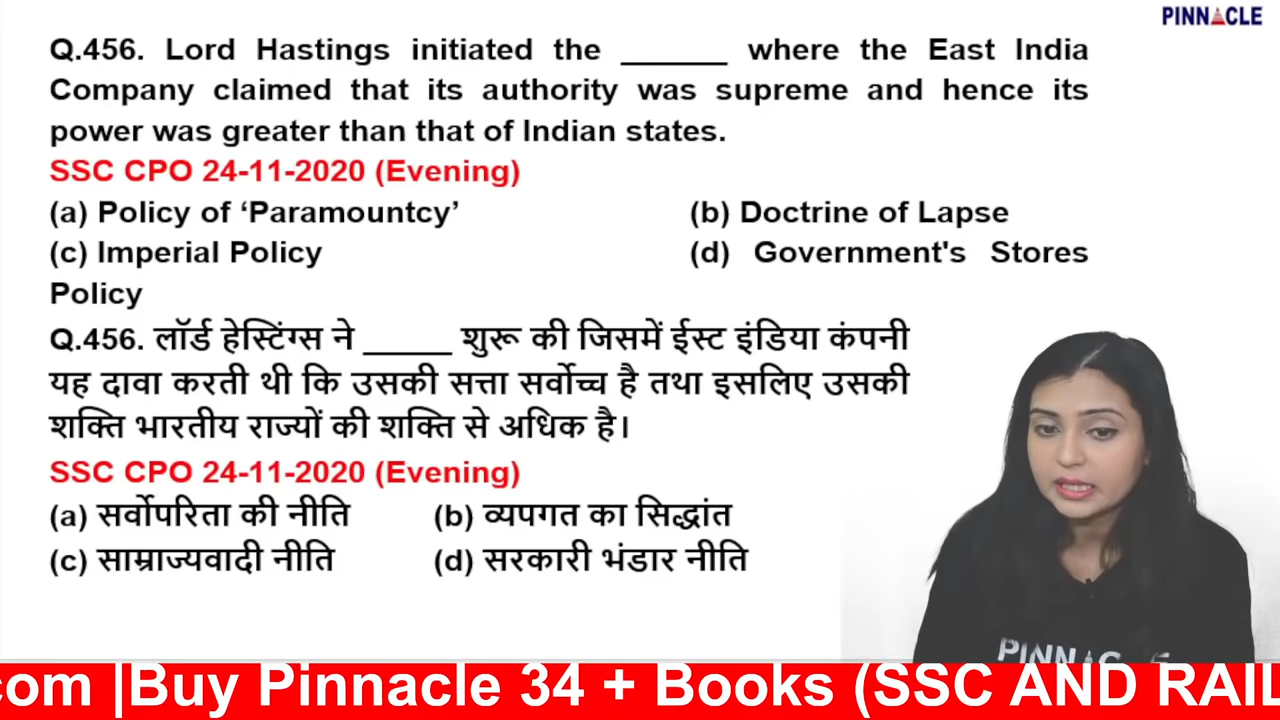 PINNACLE
Q.456. Lord Hastings initiated the ______ where the East India
Company claimed that its authority was supreme and hence its
power was greater than that of Indian states.
SSC CPO 24-11-2020 (Evening)
(a) Policy of ‘Paramountcy’ (b) Doctrine of Lapse
(c) Imperial Policy (d) Government's Stores
Policy
Q.456. लॉर्ड हेस्टिंग्स ने _____ शुरू की जिसमें ईस्ट इंडिया कंपनी
यह दावा करती थी कि उसकी सत्ता सर्वोच्च है तथा इसलिए उसकी
शक्ति भारतीय राज्यों की शक्ति से अधिक है।
SSC CPO 24-11-2020 (Evening)
(a) सर्वोपरिता की नीति (b) व्यपगत का सिद्धांत
(c) साम्राज्यवादी नीति (d) सरकारी भंडार नीति
PINNACLE
com |Buy Pinnacle 34 + Books (SSC AND RAIL